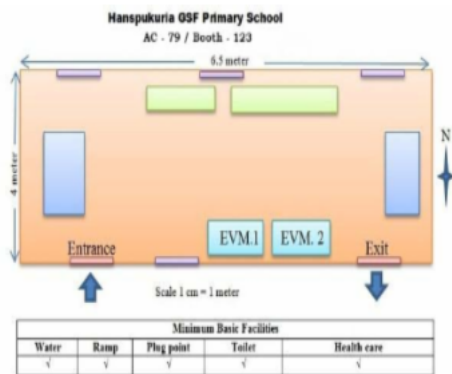 Hanspukuria GSF Primary School
AC - 79 / Booth - 123
6.5 meter
4 meter
N
EVM.1 EVM. 2
Entrance Exit
Scale 1 cm = 1 meter
Minimum Basic Facilities
Water Ramp Plug point Toilet Health care
√ √ √ √ √